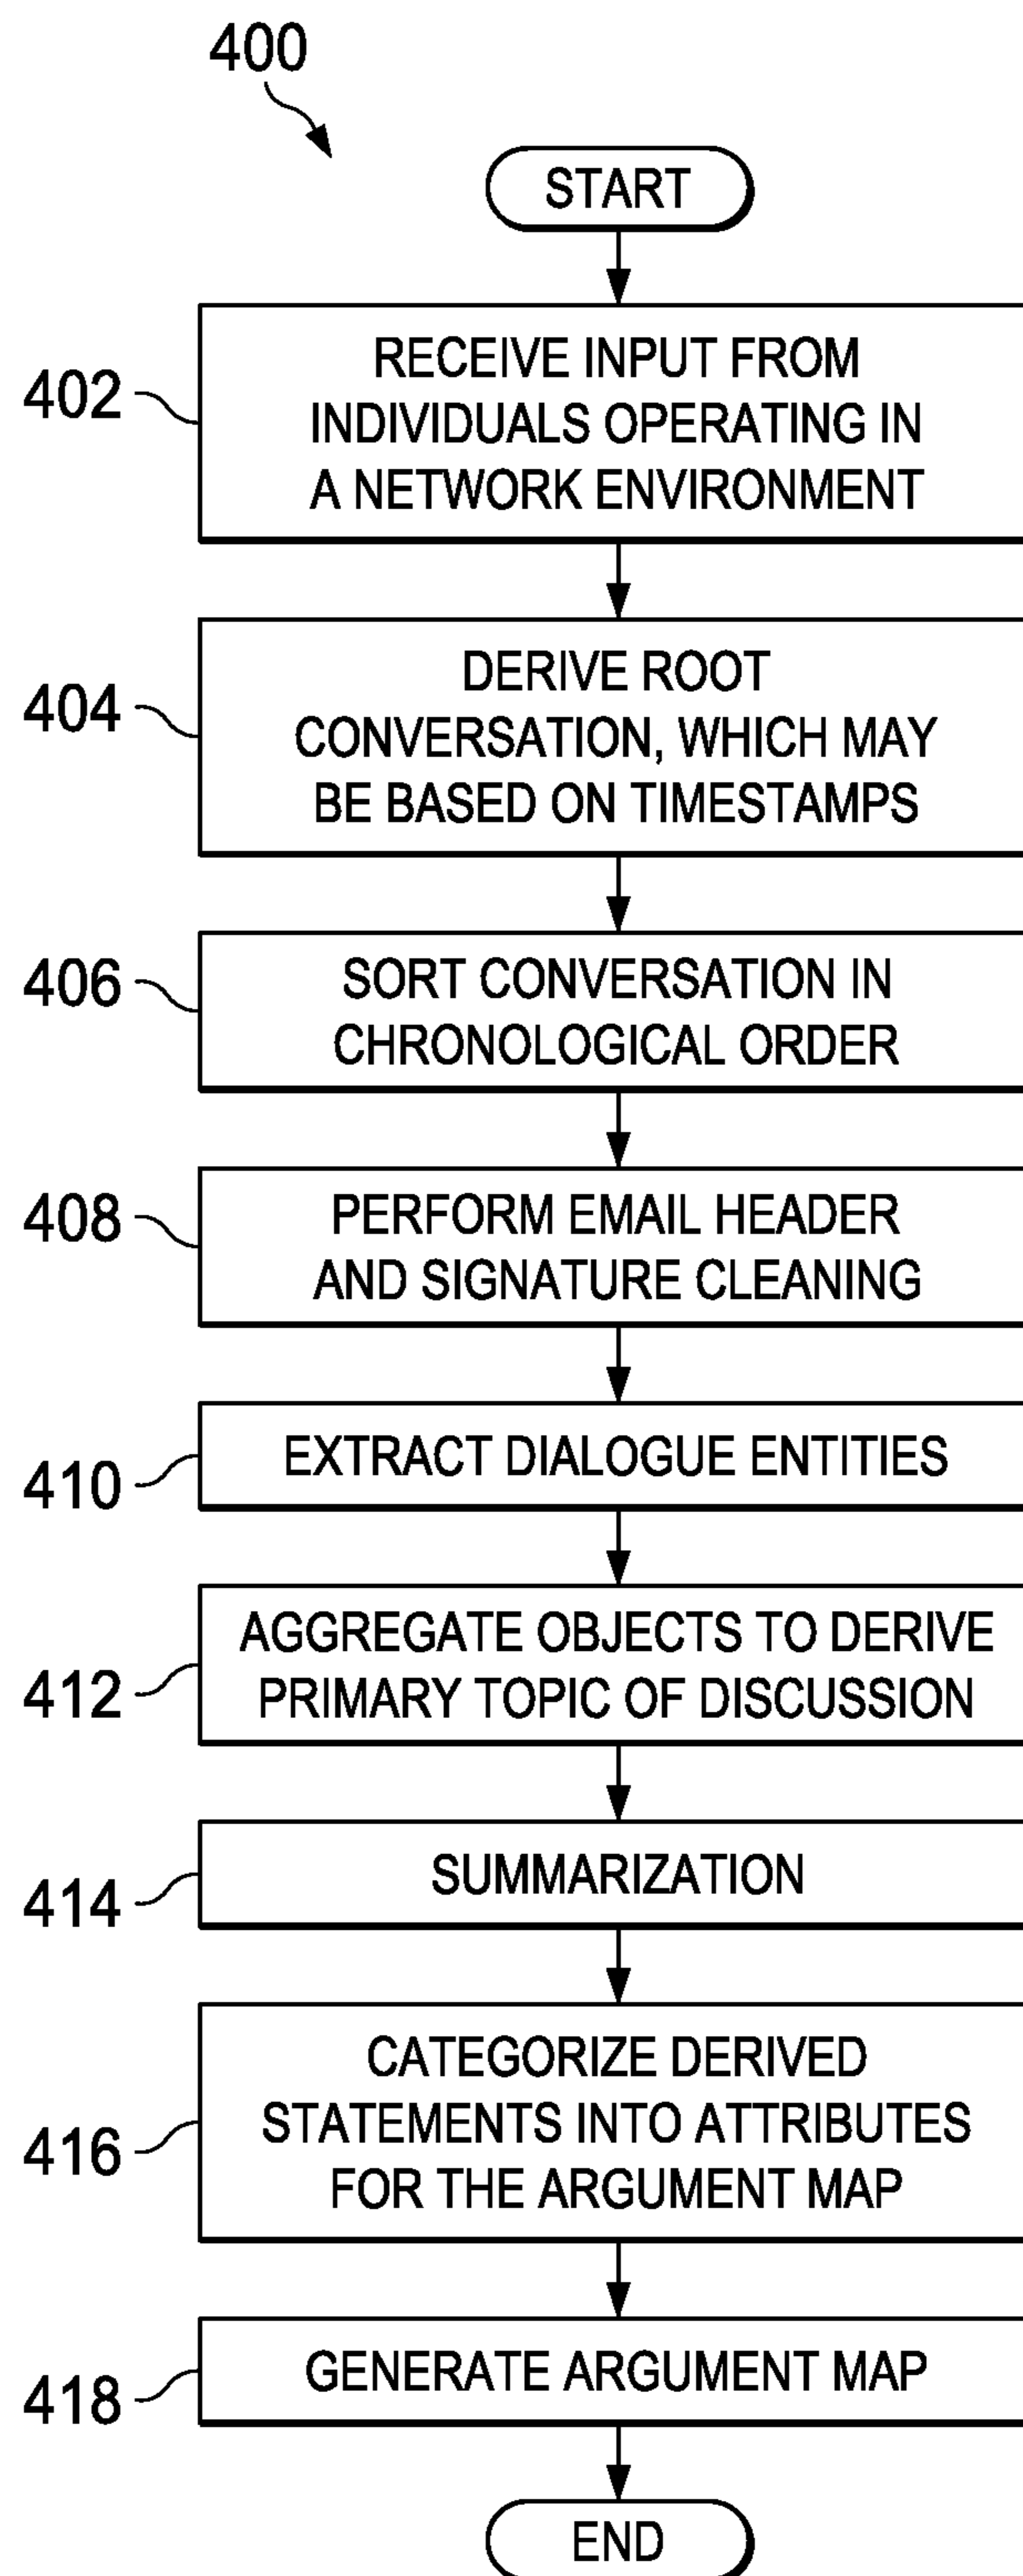 400
START
402
RECEIVE INPUT FROM
INDIVIDUALS OPERATING IN
A NETWORK ENVIRONMENT
404
DERIVE ROOT
CONVERSATION, WHICH MAY
BE BASED ON TIMESTAMPS
406
SORT CONVERSATION IN
CHRONOLOGICAL ORDER
408
PERFORM EMAIL HEADER
AND SIGNATURE CLEANING
410
EXTRACT DIALOGUE ENTITIES
412
AGGREGATE OBJECTS TO DERIVE
PRIMARY TOPIC OF DISCUSSION
414
SUMMARIZATION
416
CATEGORIZE DERIVED
STATEMENTS INTO ATTRIBUTES
FOR THE ARGUMENT MAP
418
GENERATE ARGUMENT MAP
END